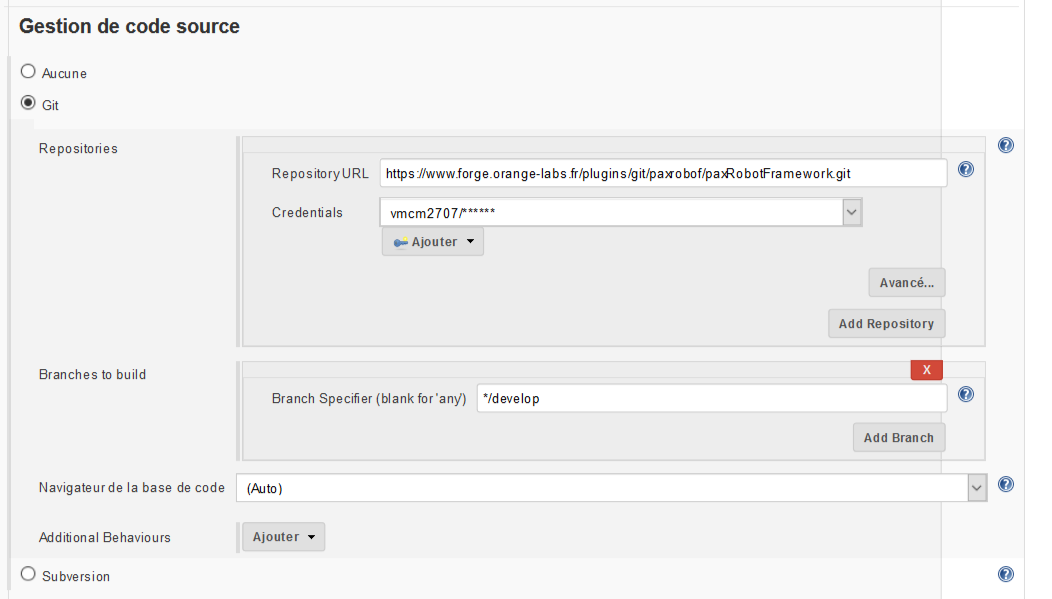 Gestion de code source
Aucune
Git
Repositories
Repository URL https://www.forge.orange-labs.fr/plugins/git/paxrobof/paxRobotFramework.git
Credentials vmcm2707/******
Ajouter
Avancé...
Add Repository
Branches to build
X
Branch Specifier (blank for 'any') */develop
Add Branch
Navigateur de la base de code (Auto)
Additional Behaviours Ajouter
Subversion